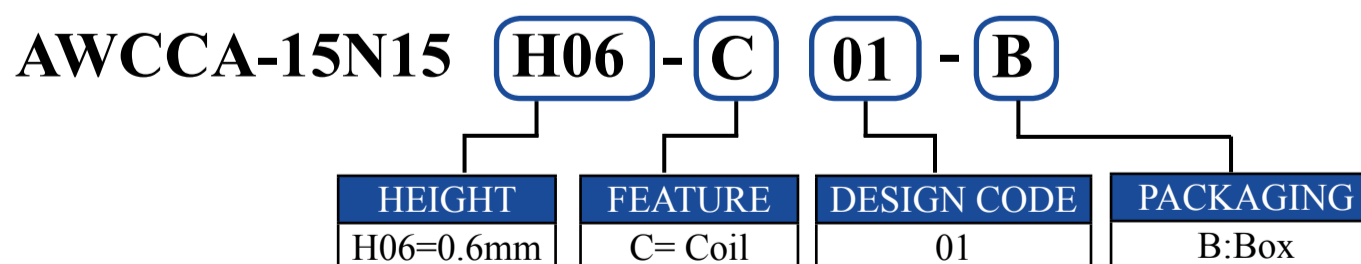 AWCCA-15N15 H06 - C 01 - B
HEIGHT FEATURE DESIGN CODE PACKAGING
H06=0.6mm C= Coil 01 B:Box